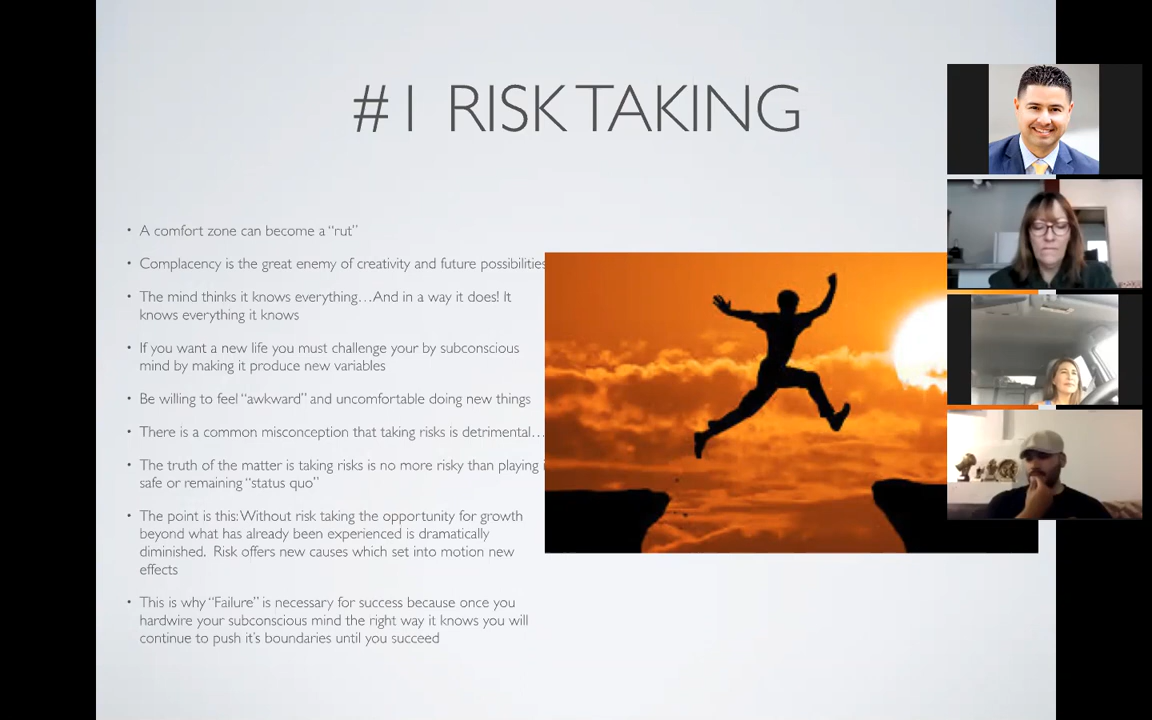 #1 RISK TAKING
• A comfort zone can become a “rut”
• Complacency is the great enemy of creativity and future possibilities
• The mind thinks it knows everything…And in a way it does! It
knows everything it knows
• If you want a new life you must challenge your by subconscious
mind by making it produce new variables
• Be willing to feel “awkward” and uncomfortable doing new things
• There is a common misconception that taking risks is detrimental…
• The truth of the matter is taking risks is no more risky than playing
safe or remaining “status quo”
• The point is this: Without risk taking the opportunity for growth
beyond what has already been experienced is dramatically
diminished. Risk offers new causes which set into motion new
effects
• This is why “Failure” is necessary for success because once you
hardwire your subconscious mind the right way it knows you will
continue to push it’s boundaries until you succeed